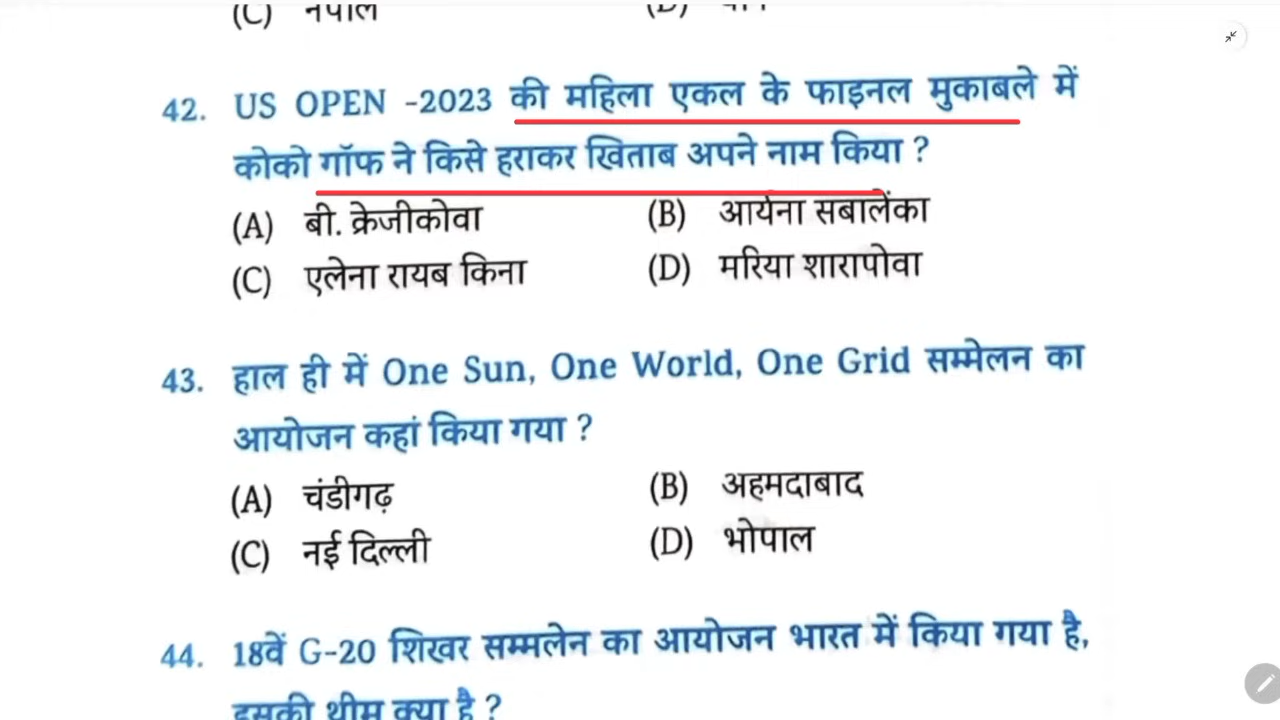 (C) नेपाल (D)
42. US OPEN -2023 की महिला एकल के फाइनल मुकाबले में
कोको गॉफ ने किसे हराकर खिताब अपने नाम किया ?
(A) बी. क्रेजीकोवा (B) आर्यना सबालेंका
(C) एलेना रायब किना (D) मरिया शारापोवा
43. हाल ही में One Sun, One World, One Grid सम्मेलन का
आयोजन कहां किया गया ?
(A) चंडीगढ़ (B) अहमदाबाद
(C) नई दिल्ली (D) भोपाल
44. 18वें G-20 शिखर सम्मलेन का आयोजन भारत में किया गया है,
इसकी थीम क्या है ?